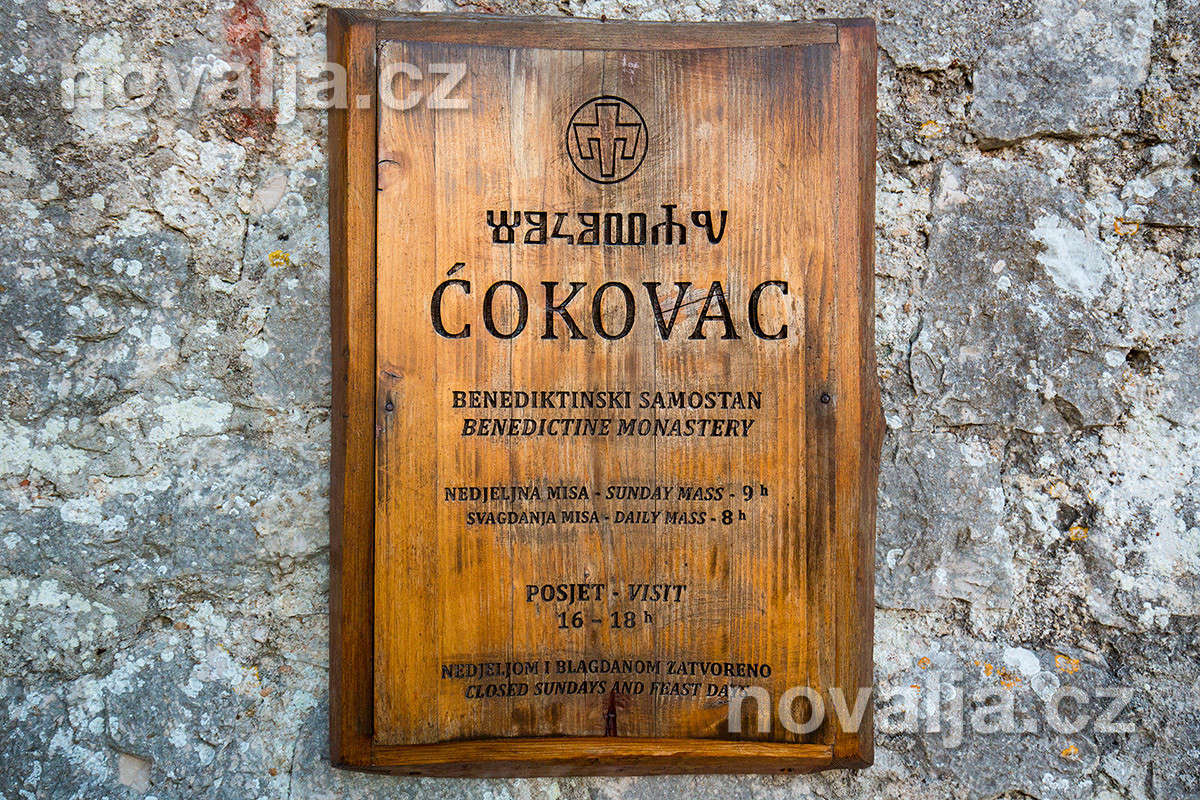 novalja.cz
ĆOKOVAC
BENEDIKTINSKI SAMOSTAN
BENEDICTINE MONASTERY
NEDJELJNA MISA - SUNDAY MASS - 9 h
SVAGDANJA MISA - DAILY MASS - 8 h
POSJET - VISIT
16 - 18 h
NEDJELJOM I BLAGDANOM ZATVORENO
CLOSED SUNDAYS AND FEAST DAYS
novalja.cz